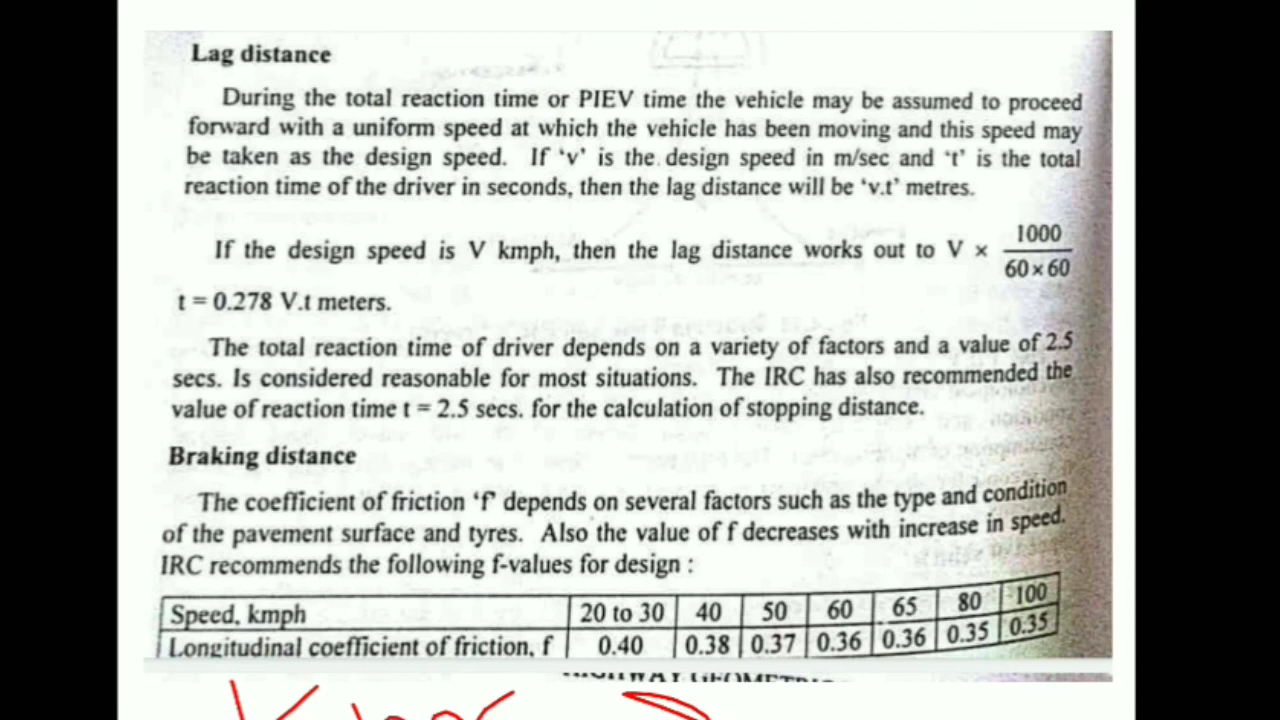 Lag distance
During the total reaction time or PIEV time the vehicle may be assumed to proceed
forward with a uniform speed at which the vehicle has been moving and this speed may
be taken as the design speed. If 'v' is the design speed in m/sec and 't' is the total
reaction time of the driver in seconds, then the lag distance will be 'v.t' metres.
If the design speed is V kmph, then the lag distance works out to V × 1000 / 60 × 60
t = 0.278 V.t meters.
The total reaction time of driver depends on a variety of factors and a value of 2.5
secs. Is considered reasonable for most situations. The IRC has also recommended the
value of reaction time t = 2.5 secs. for the calculation of stopping distance.
Braking distance
The coefficient of friction 'f' depends on several factors such as the type and condition
of the pavement surface and tyres. Also the value of f decreases with increase in speed.
IRC recommends the following f-values for design :
Speed, kmph 20 to 30 40 50 60 65 80 100
Longitudinal coefficient of friction, f 0.40 0.38 0.37 0.36 0.36 0.35 0.35